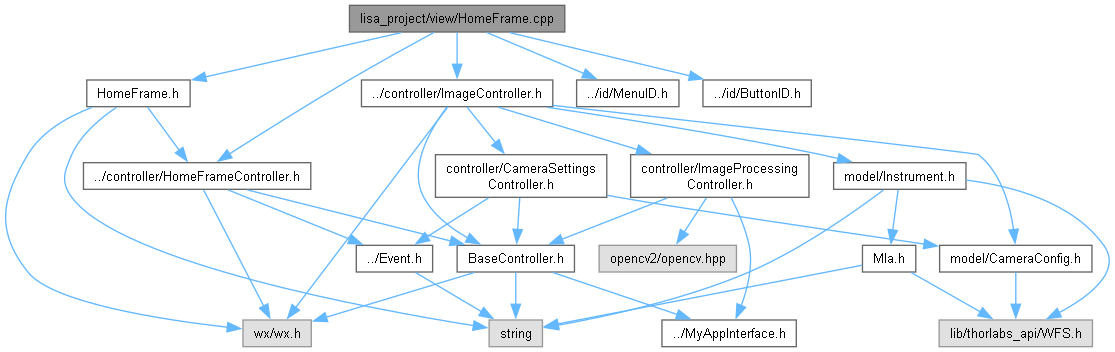 lisa_project/view/HomeFrame.cpp
HomeFrame.h
../controller/ImageController.h
../id/MenuID.h
../id/ButtonID.h
../controller/HomeFrameController.h
controller/CameraSettings
Controller.h
controller/ImageProcessing
Controller.h
model/Instrument.h
../Event.h
BaseController.h
opencv2/opencv.hpp
Mla.h
model/CameraConfig.h
wx/wx.h
string
../MyAppInterface.h
lib/thorlabs_api/WFS.h